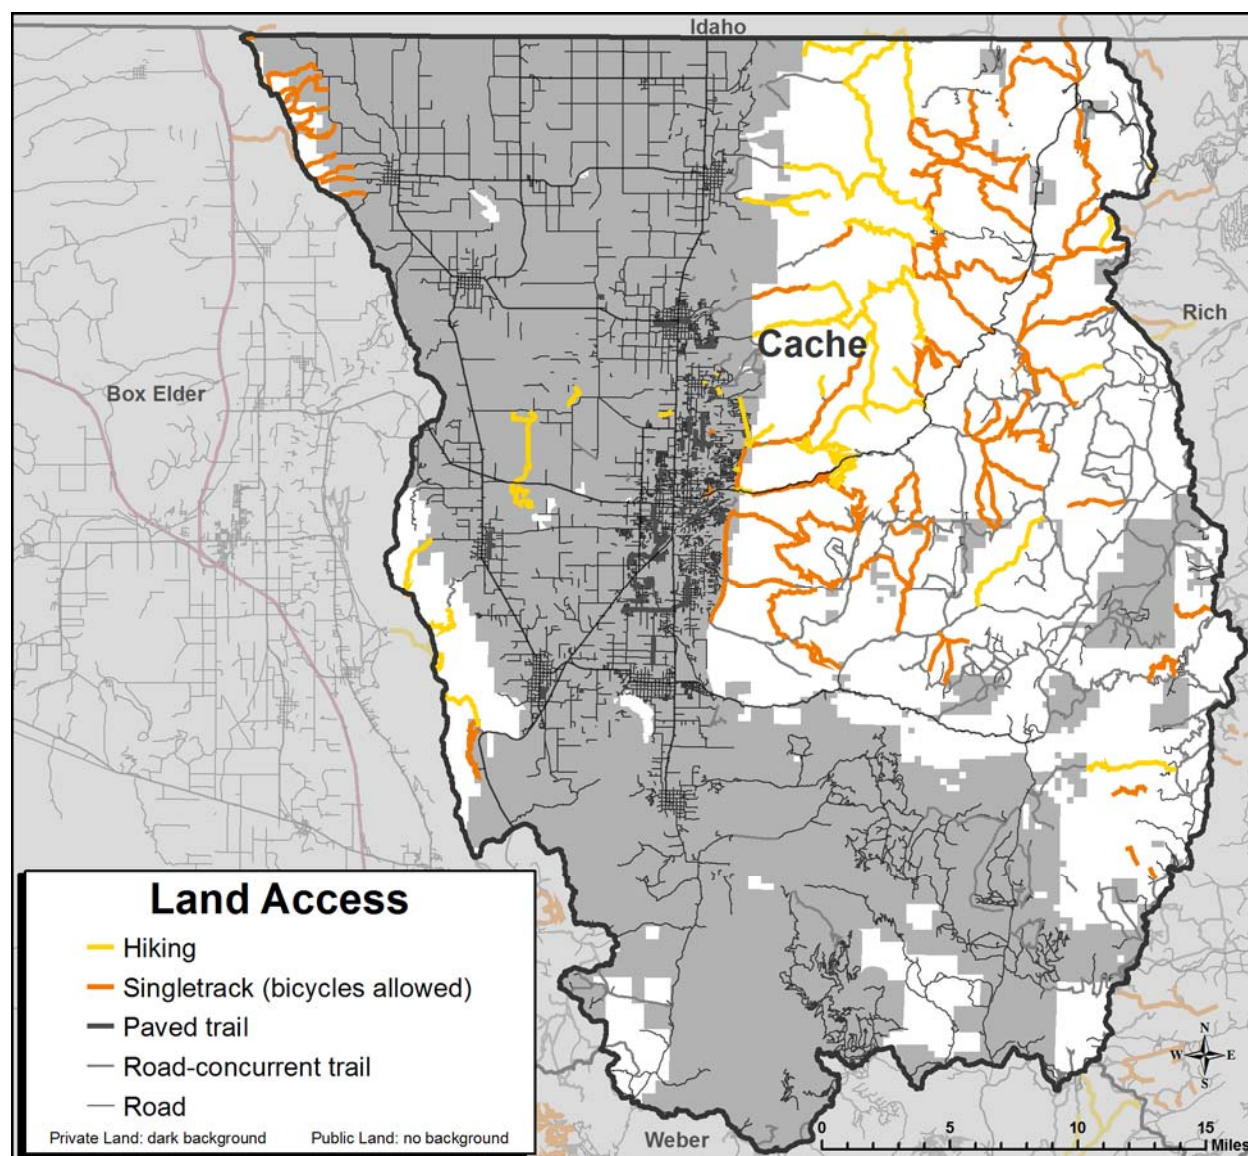 Idaho
Rich
Cache
Box Elder
Land Access
Hiking
Singletrack (bicycles allowed)
Paved trail
Road-concurrent trail
Road
Private Land: dark background Public Land: no background
Weber
N
W E
S
0 5 10 15
Miles